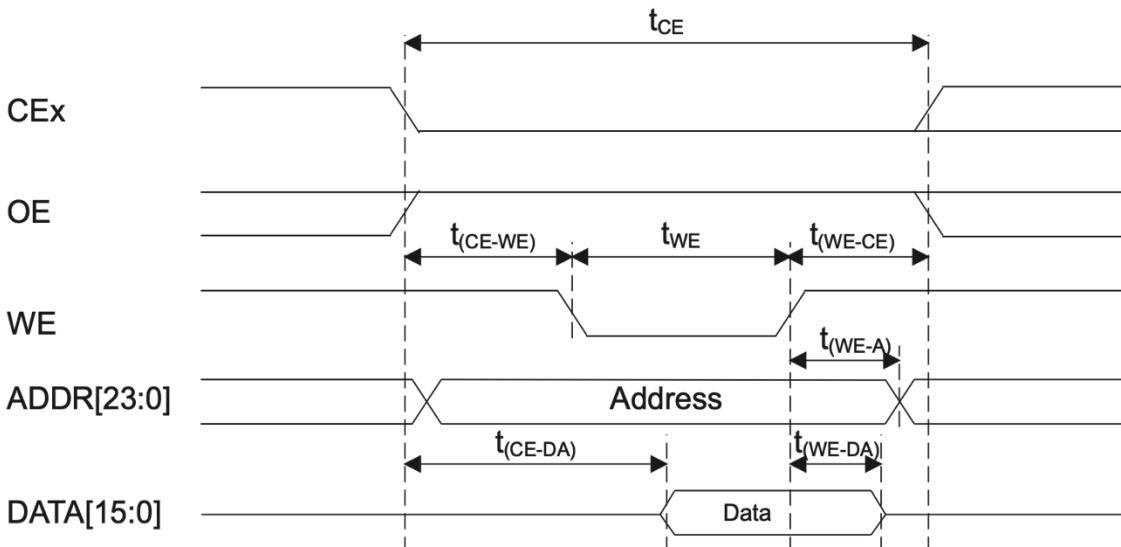 tCE
CEx
OE
t(CE-WE) tWE t(WE-CE)
WE
t(WE-A)
ADDR[23:0] Address
t(CE-DA) t(WE-DA)
DATA[15:0] Data